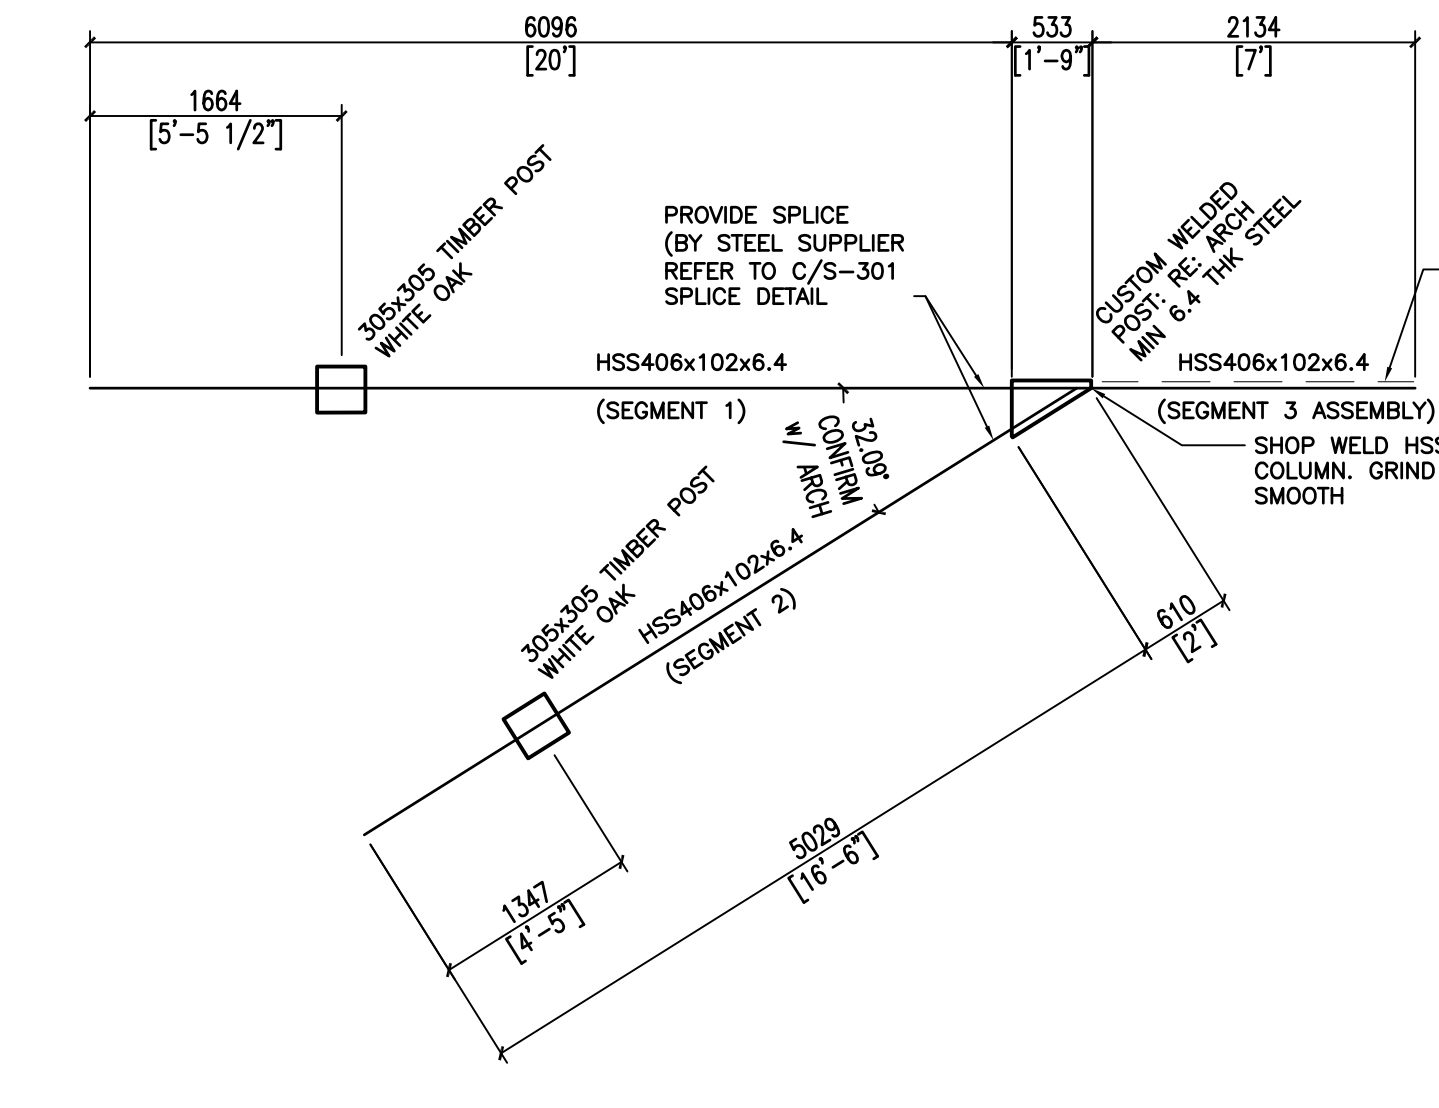 6096
[20']
533
[1'-9"]
2134
[7']
1664
[5'-5 1/2"]
305x305 TIMBER POST
WHITE OAK
PROVIDE SPLICE
(BY STEEL SUPPLIER
REFER TO C/S-301
SPLICE DETAIL
CUSTOM WELDED
POST: RE: ARCH
MIN 6.4 THK STEEL
HSS406x102x6.4
(SEGMENT 1)
HSS406x102x6.4
(SEGMENT 3 ASSEMBLY)
32.09°
CONFIRM
w/ ARCH
SHOP WELD HSS
COLUMN. GRIND
SMOOTH
305x305 TIMBER POST
WHITE OAK
HSS406x102x6.4
(SEGMENT 2)
610
[2']
5029
[16'-6"]
1347
[4'-5"]